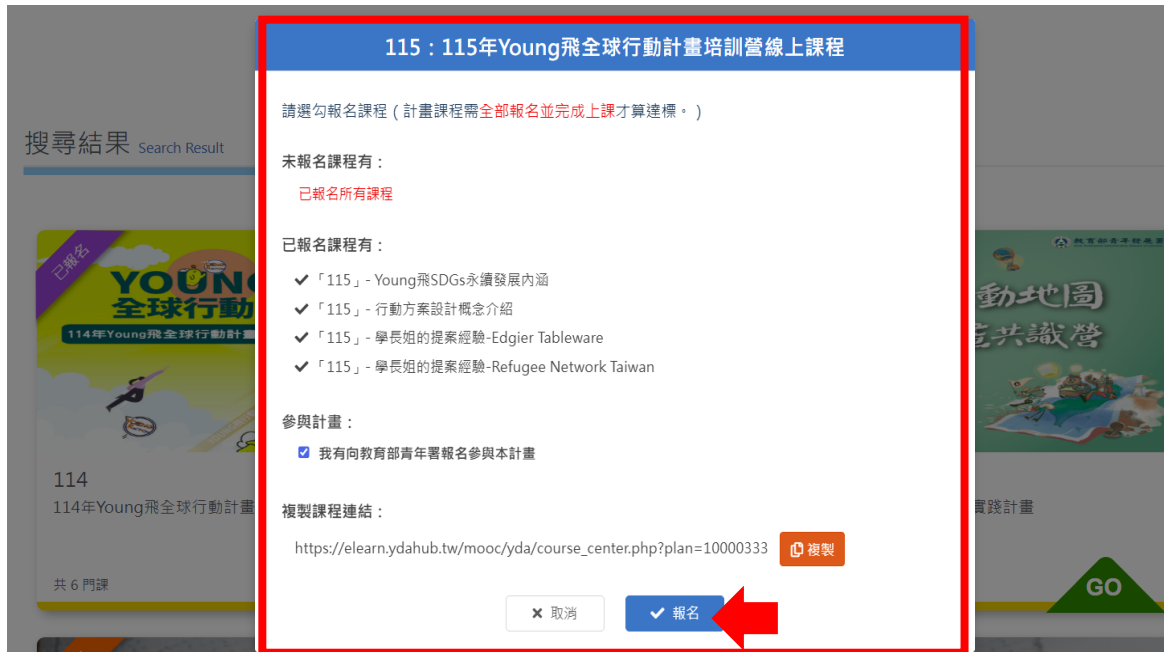 115：115年Young飛全球行動計畫培訓營線上課程
請選勾報名課程（計畫課程需全部報名並完成上課才算達標。）
搜尋結果 Search Result
未報名課程有：
已報名所有課程
已報名課程有：
「115」- Young飛SDGs永續發展內涵
「115」- 行動方案設計概念介紹
「115」- 學長姐的提案經驗-Edgier Tableware
「115」- 學長姐的提案經驗-Refugee Network Taiwan
參與計畫：
我有向教育部青年署報名參與本計畫
複製課程連結：
https://elearn.ydahub.tw/mooc/yda/course_center.php?plan=10000333
複製
取消
報名
已報名
YOUN
全球行動
114年Young飛全球行動計畫
114
114年Young飛全球行動計畫
共 6 門課
教育部青年發展署
動地圖
共識營
實踐計畫
GO